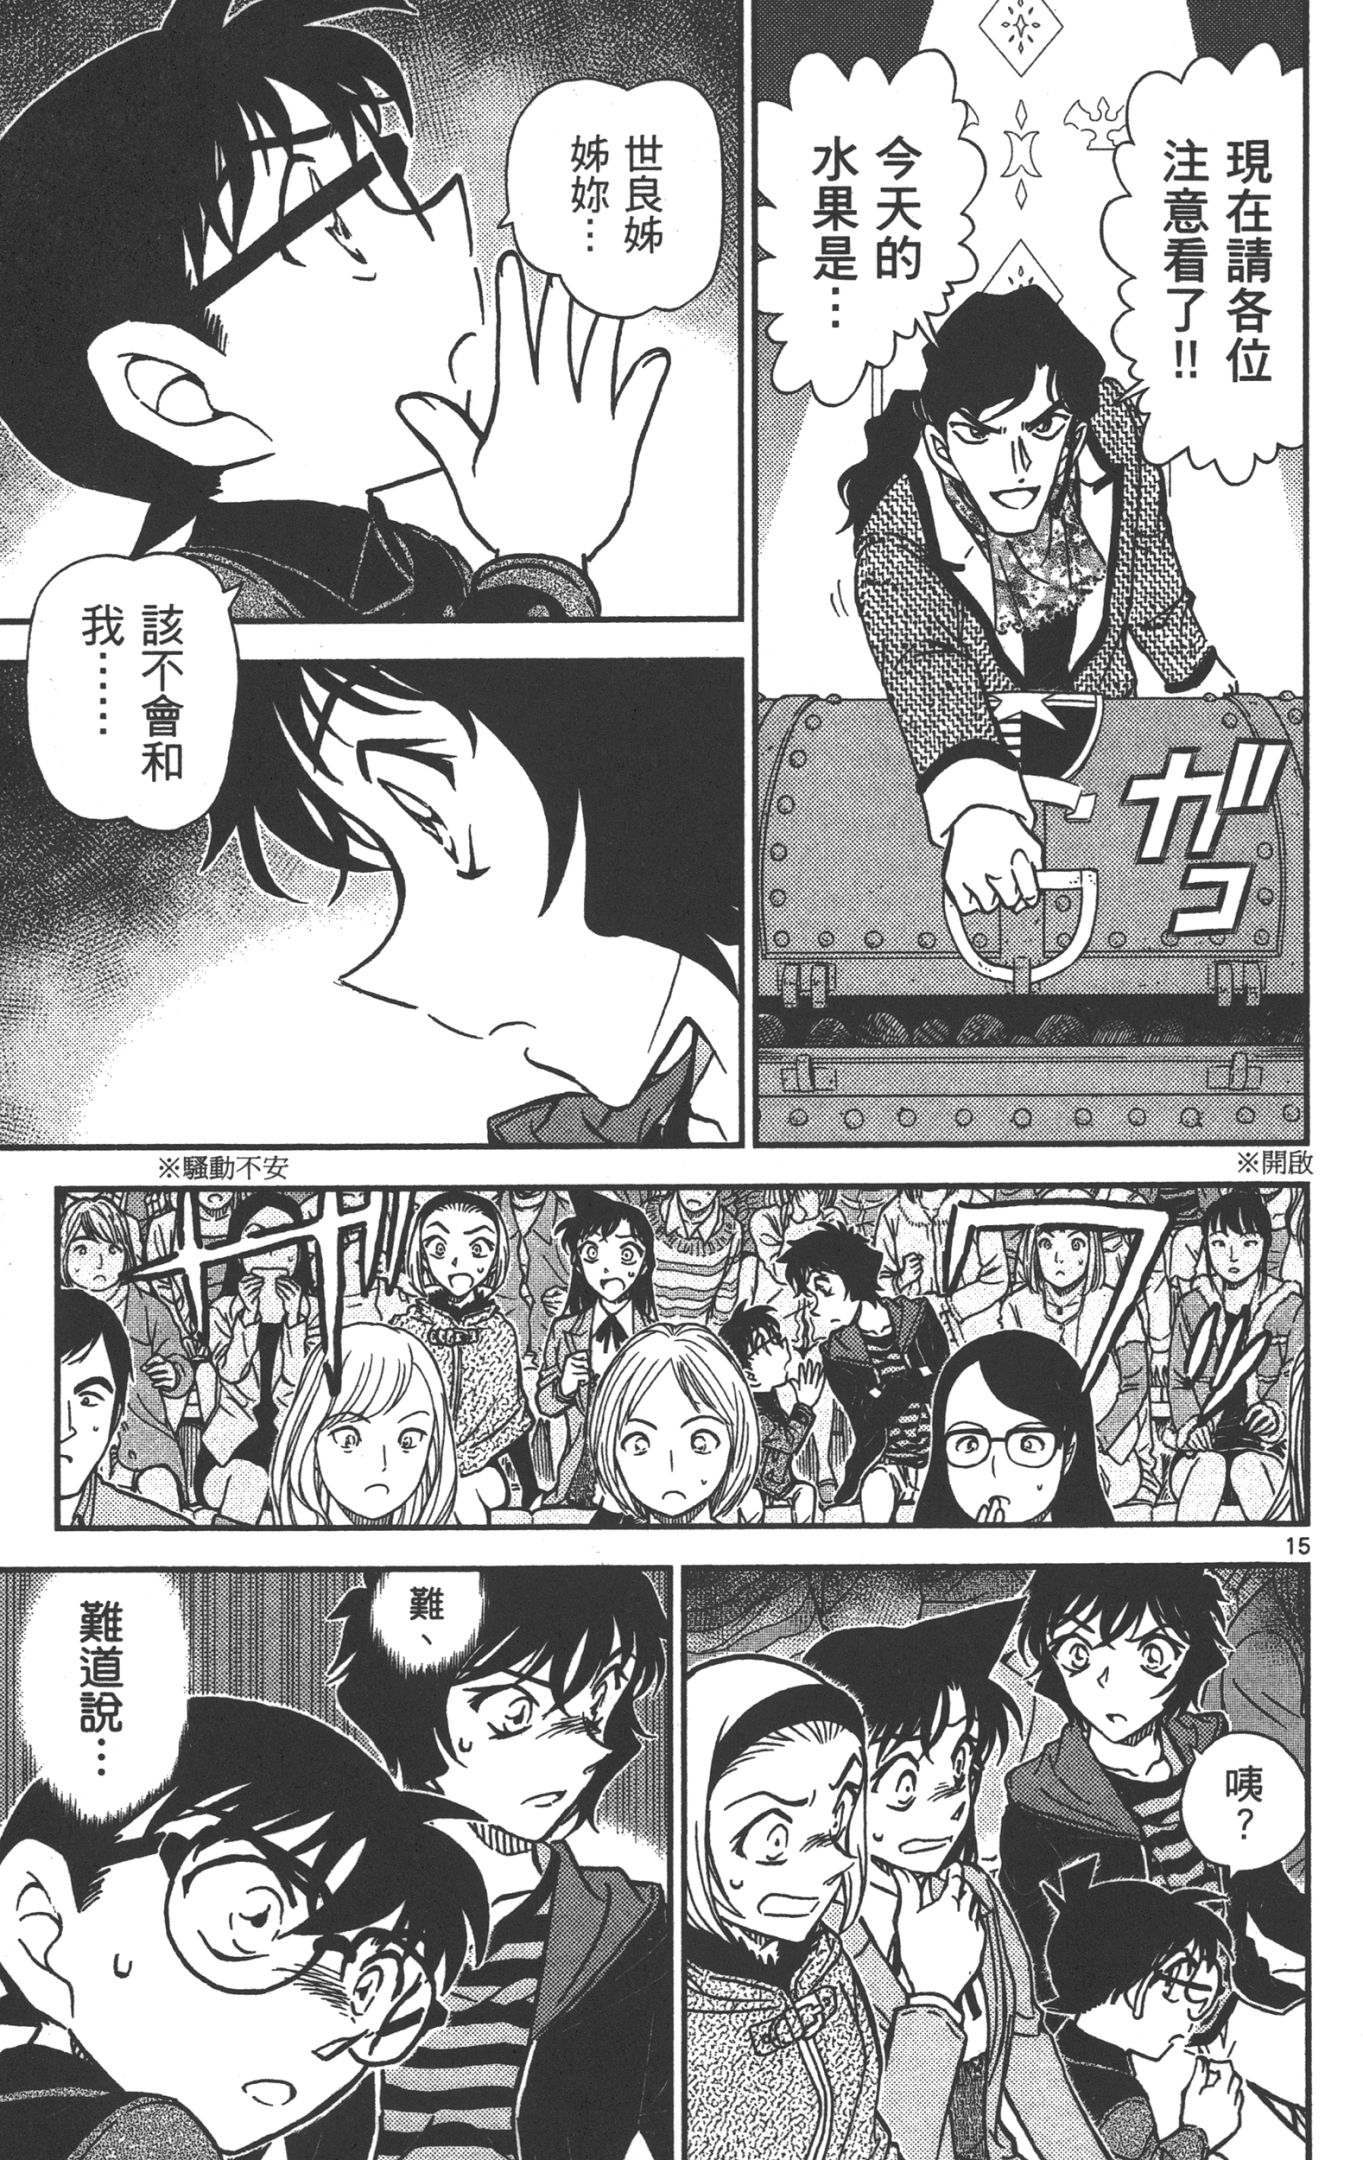 現在請各位
注意看了!!
今天的
水果是…
ガコ
※開啟
世良姊
姊妳…
該不會和
我……
※騷動不安
ザワ
ザワ
15
咦?
難、
難道說…